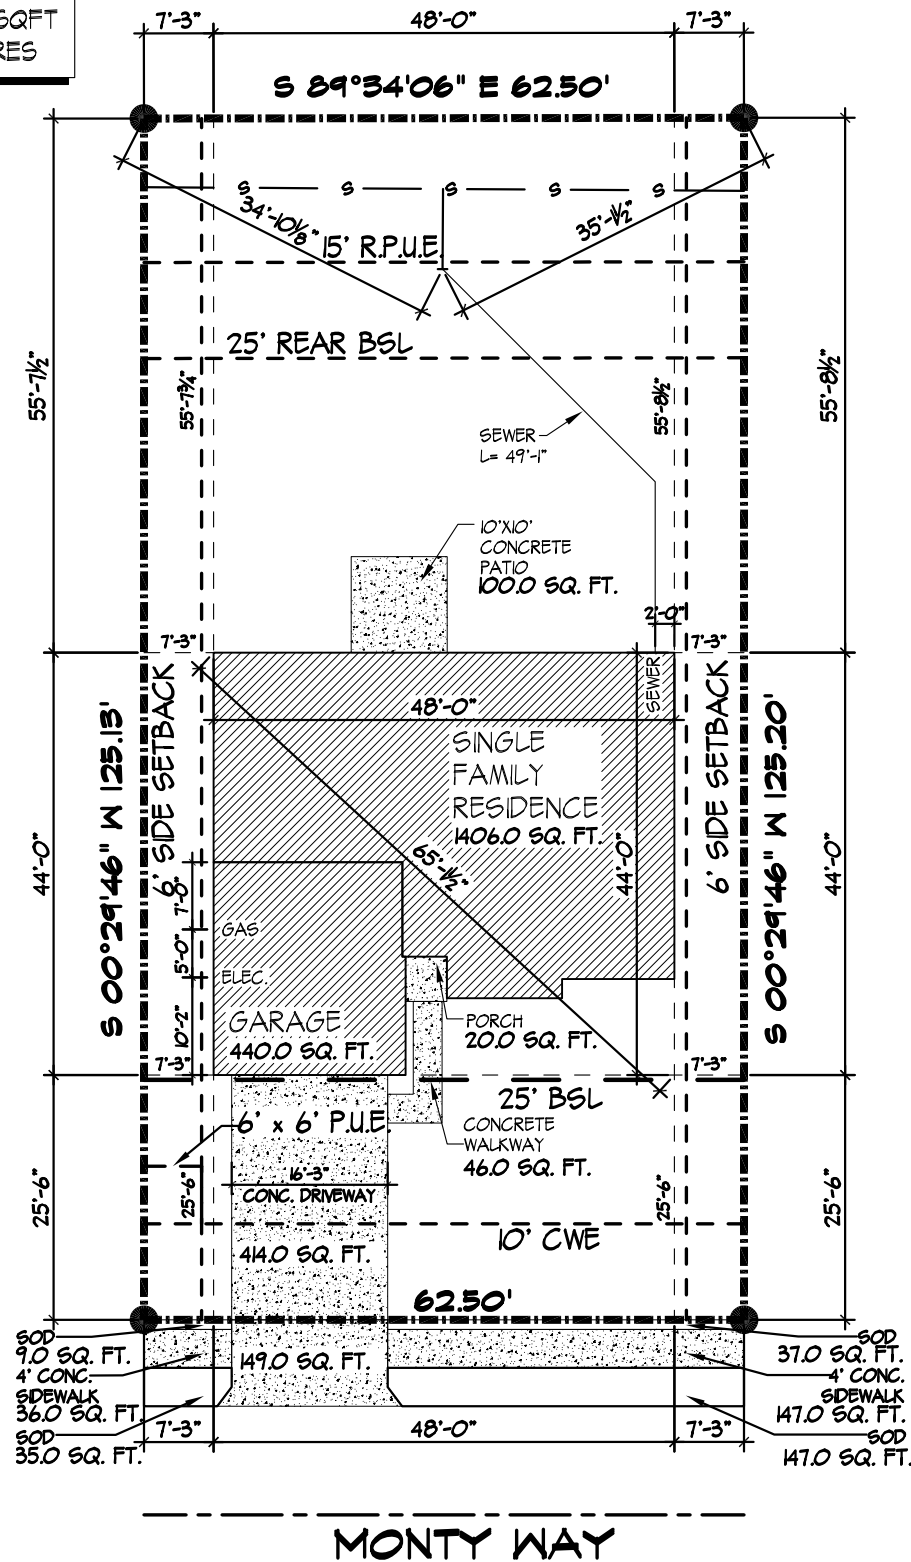 SQFT
RES
7'-3"
48'-0"
7'-3"
S 89°34'06" E 62.50'
S
S
S
S
S
34'-10⅛"
35'-1½"
15' R.P.U.E.
25' REAR BSL
55'-7½"
55'-7¾"
55'-8½"
55'-8½"
SEWER
L= 49'-1"
10'X10'
CONCRETE
PATIO
100.0 SQ. FT.
2'-0"
7'-3"
7'-3"
SEWER
48'-0"
SINGLE
FAMILY
RESIDENCE
1406.0 SQ. FT.
S 00°29'46" W 125.13'
6' SIDE SETBACK
6' SIDE SETBACK
S 00°29'46" W 125.20'
44'-0"
65'-1½"
44'-0"
44'-0"
7'-0"
GAS
5'-0"
ELEC.
10'-2"
GARAGE
440.0 SQ. FT.
PORCH
20.0 SQ. FT.
7'-3"
7'-3"
25' BSL
6' x 6' P.U.E.
CONCRETE
WALKWAY
46.0 SQ. FT.
16'-3"
CONC. DRIVEWAY
25'-6"
25'-6"
25'-6"
25'-6"
10' CWE
414.0 SQ. FT.
62.50'
SOD
9.0 SQ. FT.
4' CONC.
SIDEWALK
36.0 SQ. FT.
SOD
35.0 SQ. FT.
149.0 SQ. FT.
SOD
37.0 SQ. FT.
4' CONC.
SIDEWALK
147.0 SQ. FT.
SOD
147.0 SQ. FT.
7'-3"
48'-0"
7'-3"
MONTY WAY